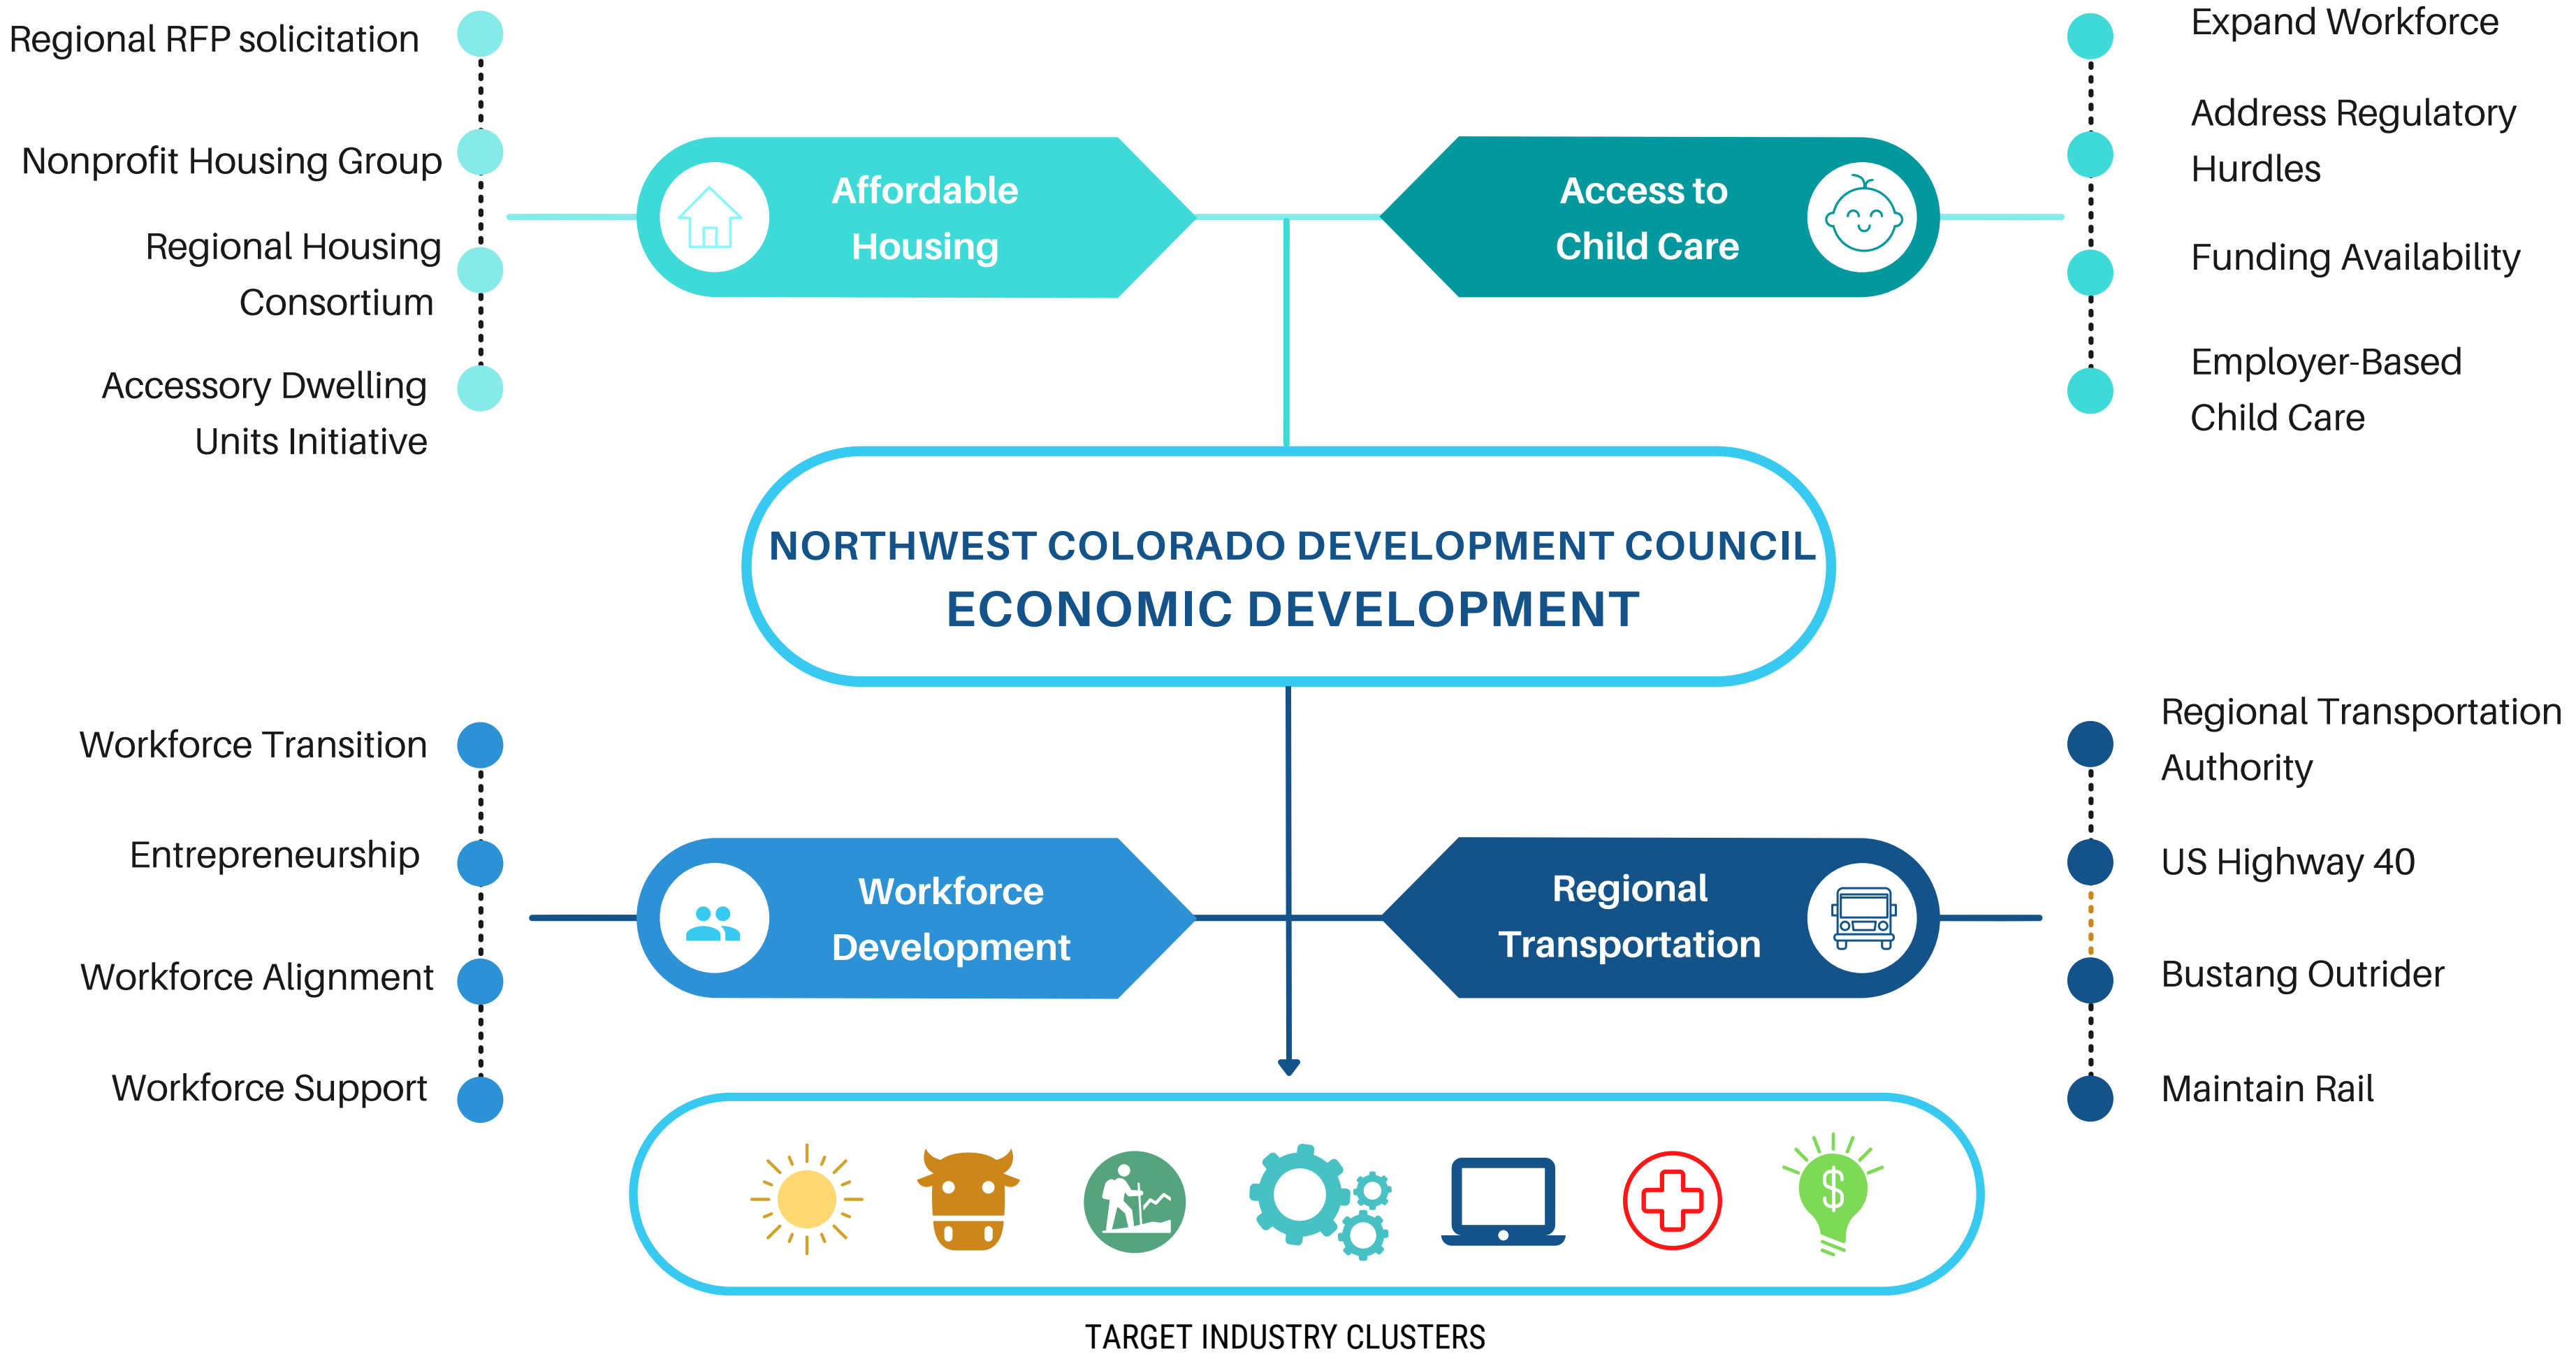 Regional RFP solicitation
Nonprofit Housing Group
Regional Housing
Consortium
Accessory Dwelling
Units Initiative
Affordable
Housing
Access to
Child Care
Expand Workforce
Address Regulatory
Hurdles
Funding Availability
Employer-Based
Child Care
NORTHWEST COLORADO DEVELOPMENT COUNCIL
ECONOMIC DEVELOPMENT
Workforce Transition
Entrepreneurship
Workforce Alignment
Workforce Support
Workforce
Development
Regional
Transportation
Regional Transportation
Authority
US Highway 40
Bustang Outrider
Maintain Rail
$
TARGET INDUSTRY CLUSTERS